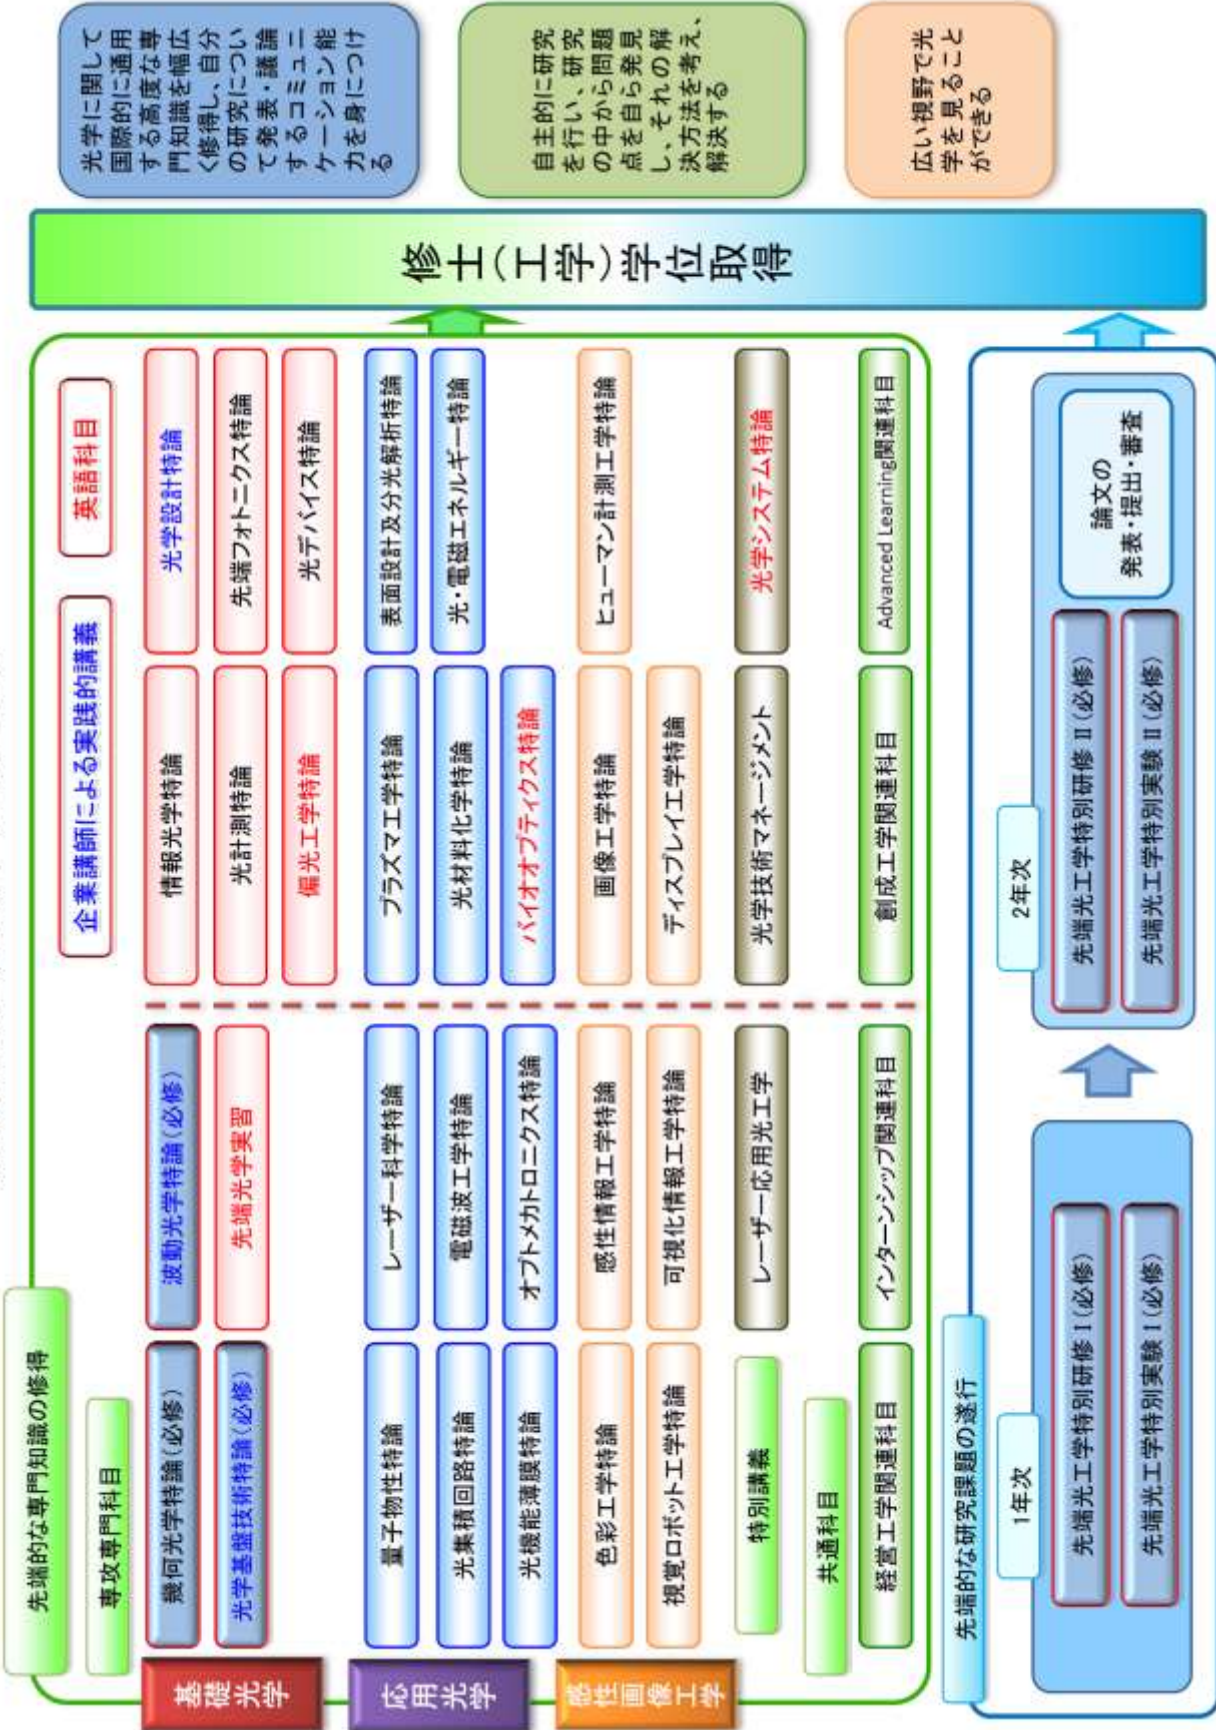 先端的な専門知識の修得
専攻専門科目
企業講師による実践的講義
英語科目
基礎光学
幾何光学特論(必修)
波動光学特論(必修)
情報光学特論
光学設計特論
光学基盤技術特論(必修)
先端光学実習
光計測特論
先端フォトニクス特論
偏光工学特論
光デバイス特論
応用光学
量子物性特論
レーザー科学特論
プラズマ工学特論
表面設計及分光解析特論
光集積回路特論
電磁波工学特論
光材料化学特論
光・電磁エネルギー特論
光機能薄膜特論
オプトメカトロニクス特論
バイオオプティクス特論
感性画像工学
色彩工学特論
感性情報工学特論
画像工学特論
ヒューマン計測工学特論
視覚ロボット工学特論
可視化情報工学特論
ディスプレイ工学特論
特別講義
レーザー応用光工学
光学技術マネージメント
光学システム特論
共通科目
経営工学関連科目
インターンシップ関連科目
創成工学関連科目
Advanced Learning関連科目
先端的な研究課題の遂行
1年次
先端光工学特別研修Ⅰ(必修)
先端光工学特別実験Ⅰ(必修)
2年次
先端光工学特別研修Ⅱ(必修)
先端光工学特別実験Ⅱ(必修)
論文の
発表・提出・審査
修士(工学)学位取得
光学に関して
国際的に通用
する高度な専
門知識を幅広
く修得し、自分
の研究につい
て発表・議論
するコミュニ
ケーション能
力を身につけ
る
自主的に研究
を行い、研究
の中から問題
点を自ら発見
し、それの解
決方法を考え、
解決する
広い視野で光
学を見ること
ができる